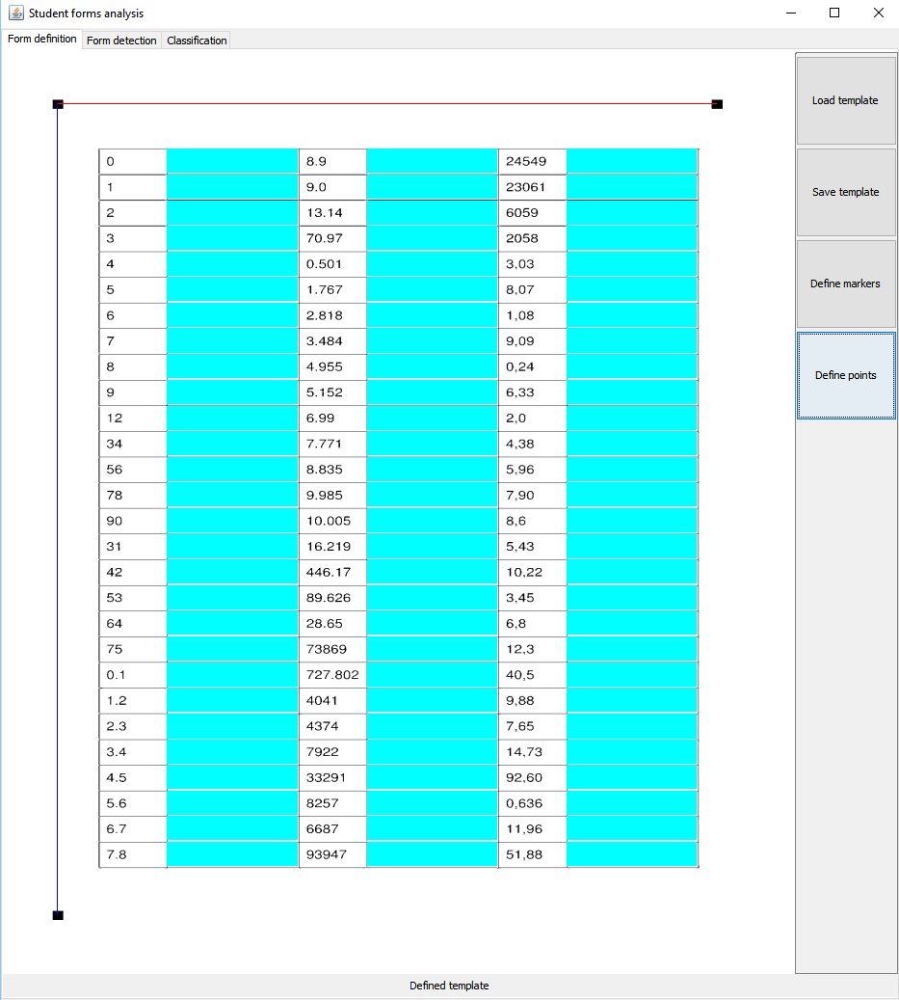 Student forms analysis
Form definition Form detection Classification
Load template
Save template
Define markers
Define points
0 8.9 24549
1 9.0 23061
2 13.14 6059
3 70.97 2058
4 0.501 3,03
5 1.767 8,07
6 2.818 1,08
7 3.484 9,09
8 4.955 0,24
9 5.152 6,33
12 6.99 2,0
34 7.771 4,38
56 8.835 5,96
78 9.985 7,90
90 10.005 8,6
31 16.219 5,43
42 446.17 10,22
53 89.626 3,45
64 28.65 6,8
75 73869 12,3
0.1 727.802 40,5
1.2 4041 9,88
2.3 4374 7,65
3.4 7922 14,73
4.5 33291 92,60
5.6 8257 0,636
6.7 6687 11,96
7.8 93947 51,88
Defined template